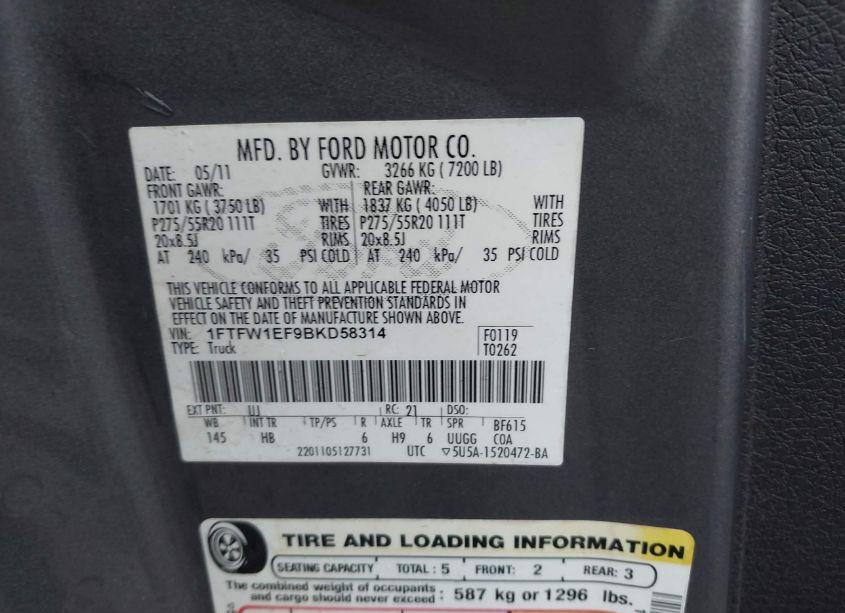 MFD. BY FORD MOTOR CO.
DATE: 05/11 GVWR: 3266 KG ( 7200 LB)
FRONT GAWR: REAR GAWR:
1701 KG ( 3750 LB) WITH 1837 KG ( 4050 LB) WITH
P275/55R20 111T TIRES P275/55R20 111T TIRES
20x8.5J RIMS 20x8.5J RIMS
AT 240 kPa/ 35 PSI COLD AT 240 kPa/ 35 PSI COLD
THIS VEHICLE CONFORMS TO ALL APPLICABLE FEDERAL MOTOR
VEHICLE SAFETY AND THEFT PREVENTION STANDARDS IN
EFFECT ON THE DATE OF MANUFACTURE SHOWN ABOVE.
VIN: 1FTFW1EF9BKD58314 F0119
TYPE: Truck T0262
EXT PNT: UJ RC: 21 DSO:
WB INT TR TP/PS R AXLE TR SPR BF615
145 HB 6 H9 6 UUGG COA
2201105127731 UTC ▽5U5A-1520472-BA
TIRE AND LOADING INFORMATION
SEATING CAPACITY TOTAL : 5 FRONT: 2 REAR: 3
The combined weight of occupants
and cargo should never exceed : 587 kg or 1296 lbs.